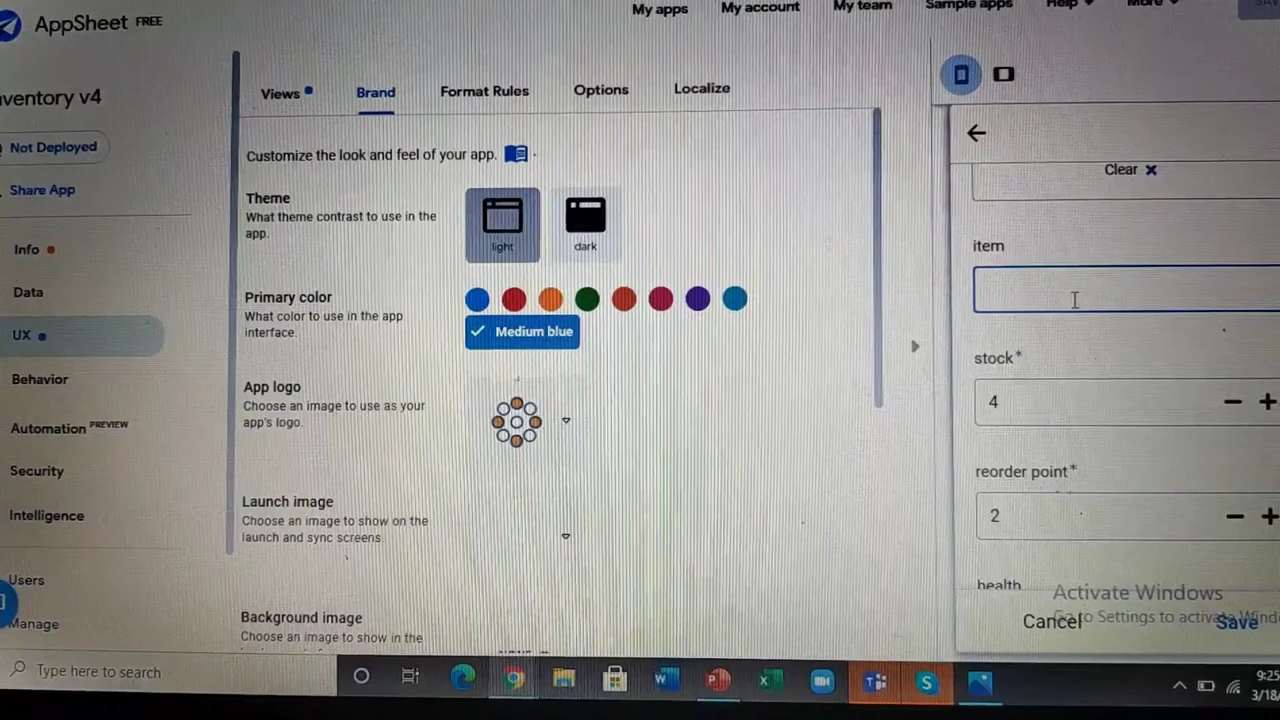 AppSheet FREE
My apps
My account
My team
Sample apps
Help
More
ventory v4
Not Deployed
Share App
Info
Data
UX
Behavior
Automation PREVIEW
Security
Intelligence
Users
Manage
Views
Brand
Format Rules
Options
Localize
Customize the look and feel of your app.
Theme
What theme contrast to use in the
app.
light
dark
Primary color
What color to use in the app
interface.
Medium blue
App logo
Choose an image to use as your
app's logo.
Launch image
Choose an image to show on the
launch and sync screens.
Background image
Choose an image to show in the
Clear
item
stock*
4
reorder point*
2
health
Activate Windows
Go to Settings to activate Wind
Cancel
Save
Type here to search
9:25
3/18/